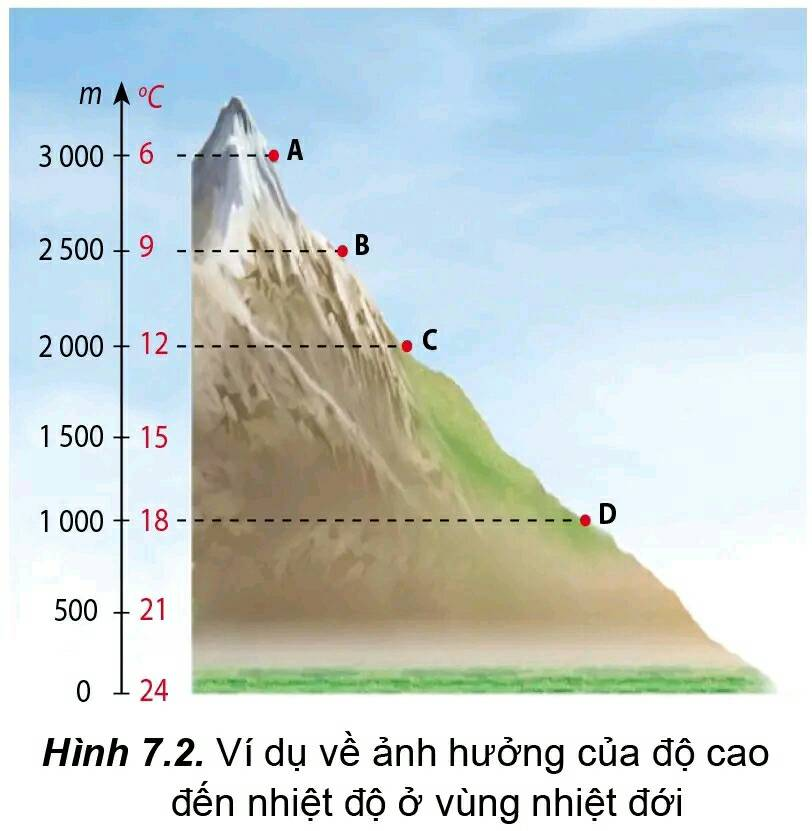 m °C
3 000 6 A
2 500 9 B
2 000 12 C
1 500 15
1 000 18 D
500 21
0 24
Hình 7.2. Ví dụ về ảnh hưởng của độ cao
đến nhiệt độ ở vùng nhiệt đới